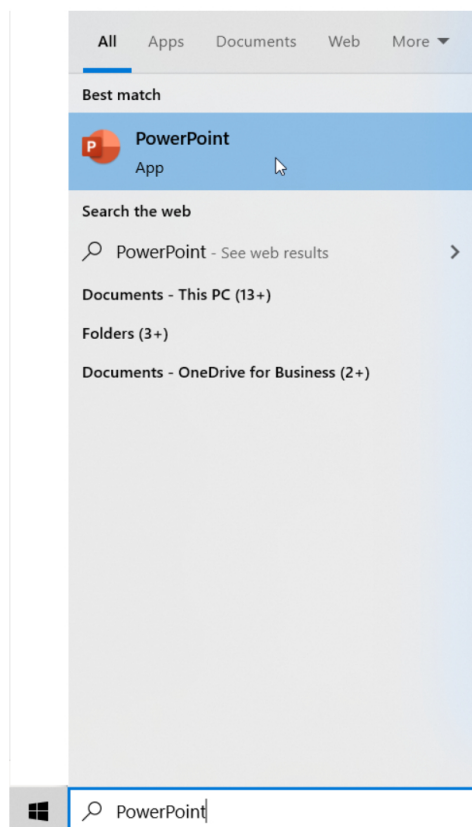 All Apps Documents Web More
Best match
P
PowerPoint
App
Search the web
PowerPoint - See web results
Documents - This PC (13+)
Folders (3+)
Documents - OneDrive for Business (2+)
PowerPoint